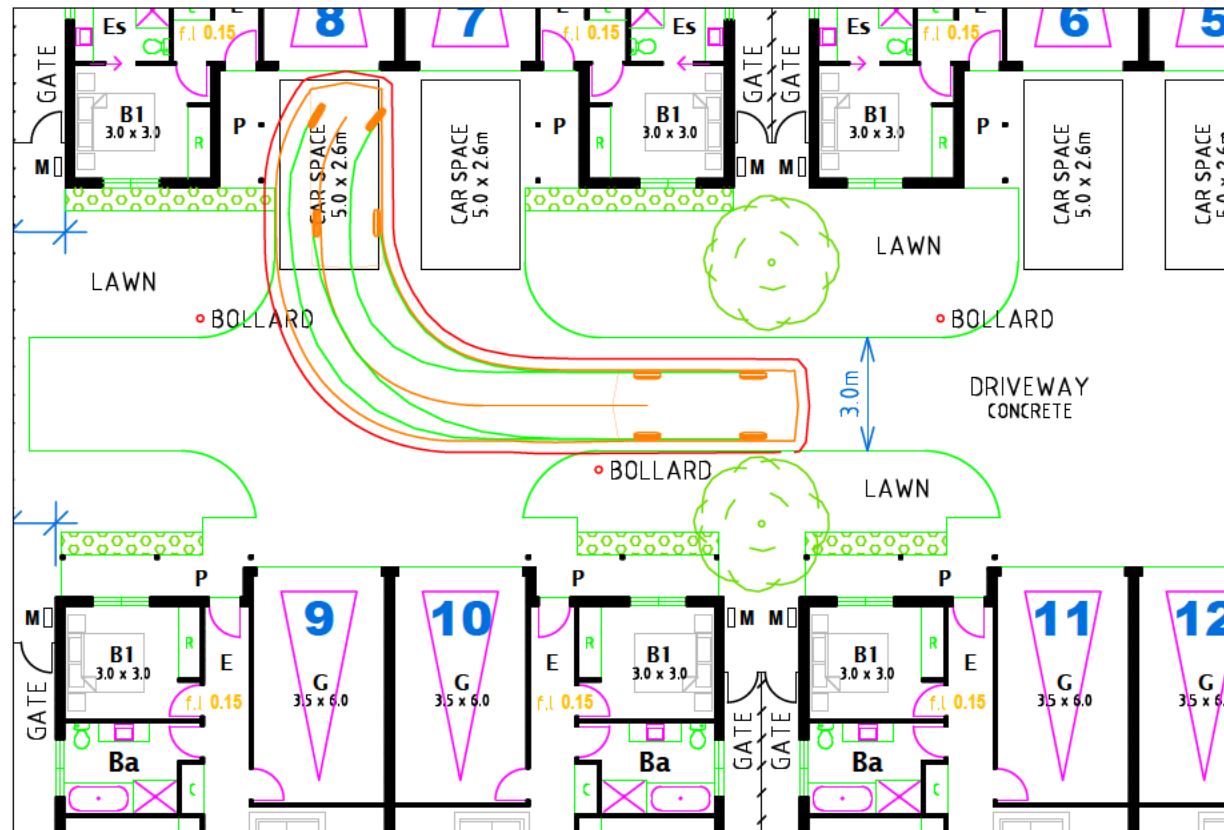 8
7
6
5
Es
f.l 0.15
f.l 0.15
Es
Es
f.l 0.15
GATE
GATE
GATE
B1
3.0 x 3.0
R
P
CAR SPACE
5.0 x 2.6m
CAR SPACE
5.0 x 2.6m
P
R
B1
3.0 x 3.0
B1
3.0 x 3.0
R
P
CAR SPACE
5.0 x 2.6m
CAR SPACE
M
M
M
LAWN
LAWN
BOLLARD
BOLLARD
3.0m
DRIVEWAY
CONCRETE
BOLLARD
LAWN
P
P
P
M
M
M
9
10
11
12
B1
3.0 x 3.0
R
E
G
3.5 x 6.0
G
3.5 x 6.0
E
R
B1
3.0 x 3.0
B1
3.0 x 3.0
R
E
G
3.5 x 6.0
G
3.5 x 6.0
f.l 0.15
f.l 0.15
f.l 0.15
GATE
GATE
GATE
Ba
C
C
Ba
Ba
C